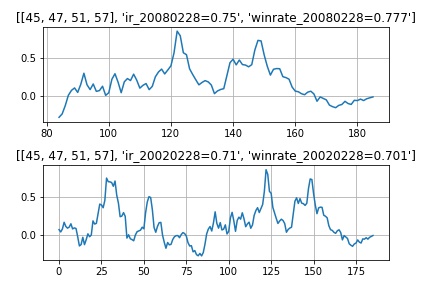 [[45, 47, 51, 57], 'ir_20080228=0.75', 'winrate_20080228=0.777']
0.5
0.0
80 100 120 140 160 180
[[45, 47, 51, 57], 'ir_20020228=0.71', 'winrate_20020228=0.701']
0.5
0.0
0 25 50 75 100 125 150 175